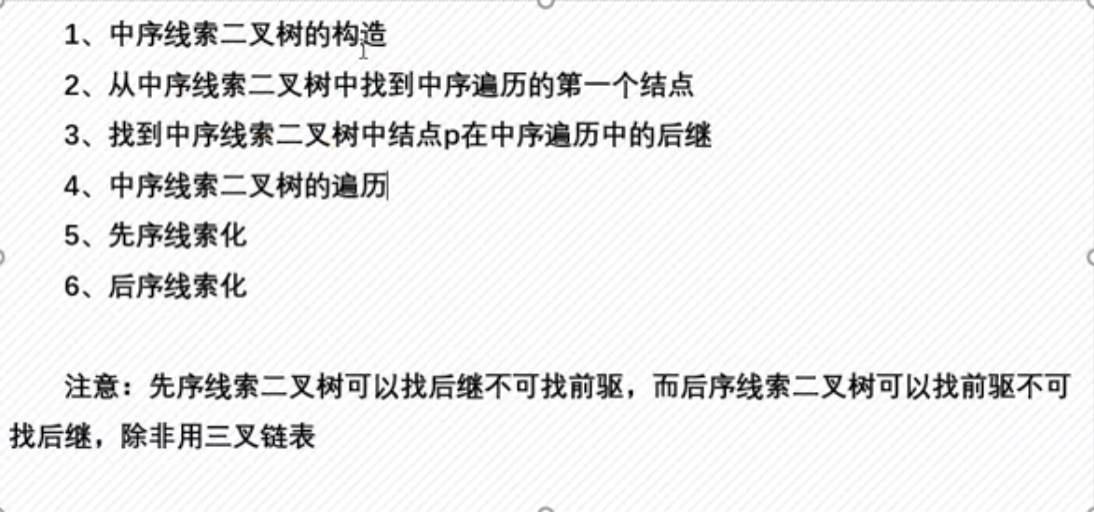 1、中序线索二叉树的构造
2、从中序线索二叉树中找到中序遍历的第一个结点
3、找到中序线索二叉树中结点p在中序遍历中的后继
4、中序线索二叉树的遍历
5、先序线索化
6、后序线索化
注意：先序线索二叉树可以找后继不可找前驱，而后序线索二叉树可以找前驱不可
找后继，除非用三叉链表